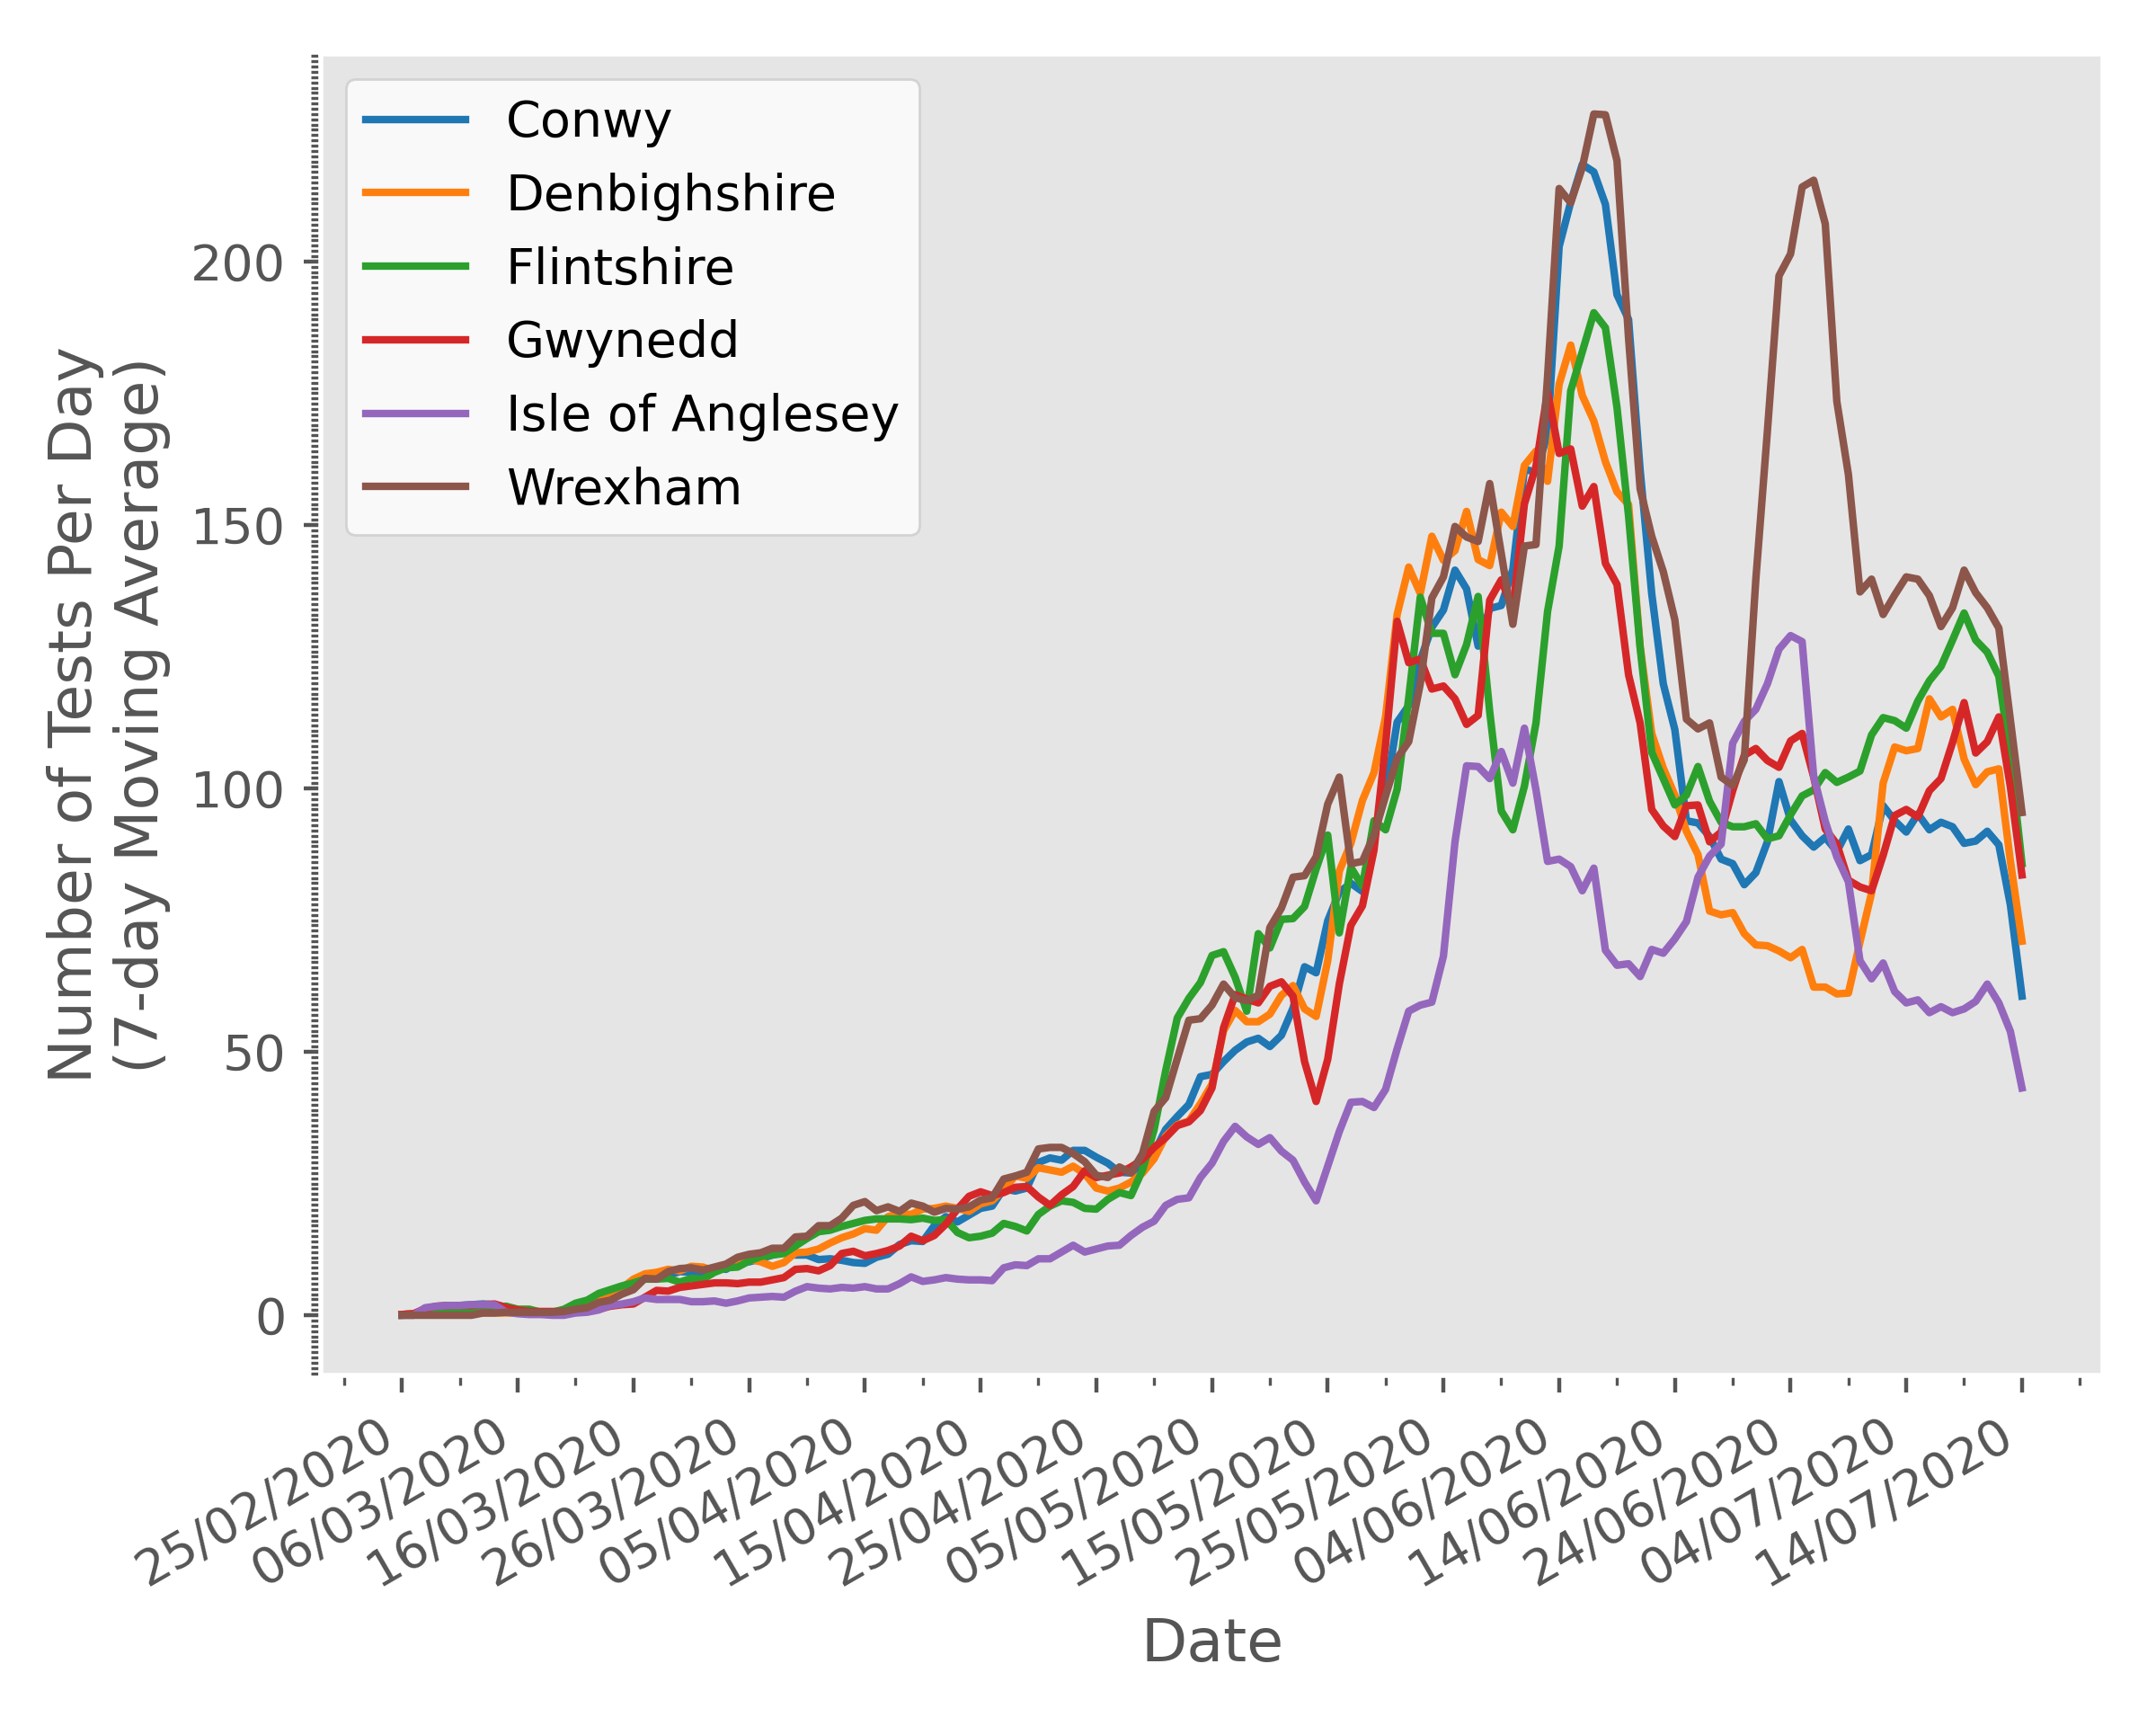 Number of Tests Per Day
(7-day Moving Average)
200
150
100
50
0
Conwy
Denbighshire
Flintshire
Gwynedd
Isle of Anglesey
Wrexham
25/02/2020
06/03/2020
16/03/2020
26/03/2020
05/04/2020
15/04/2020
25/04/2020
05/05/2020
15/05/2020
25/05/2020
04/06/2020
14/06/2020
24/06/2020
04/07/2020
14/07/2020
Date